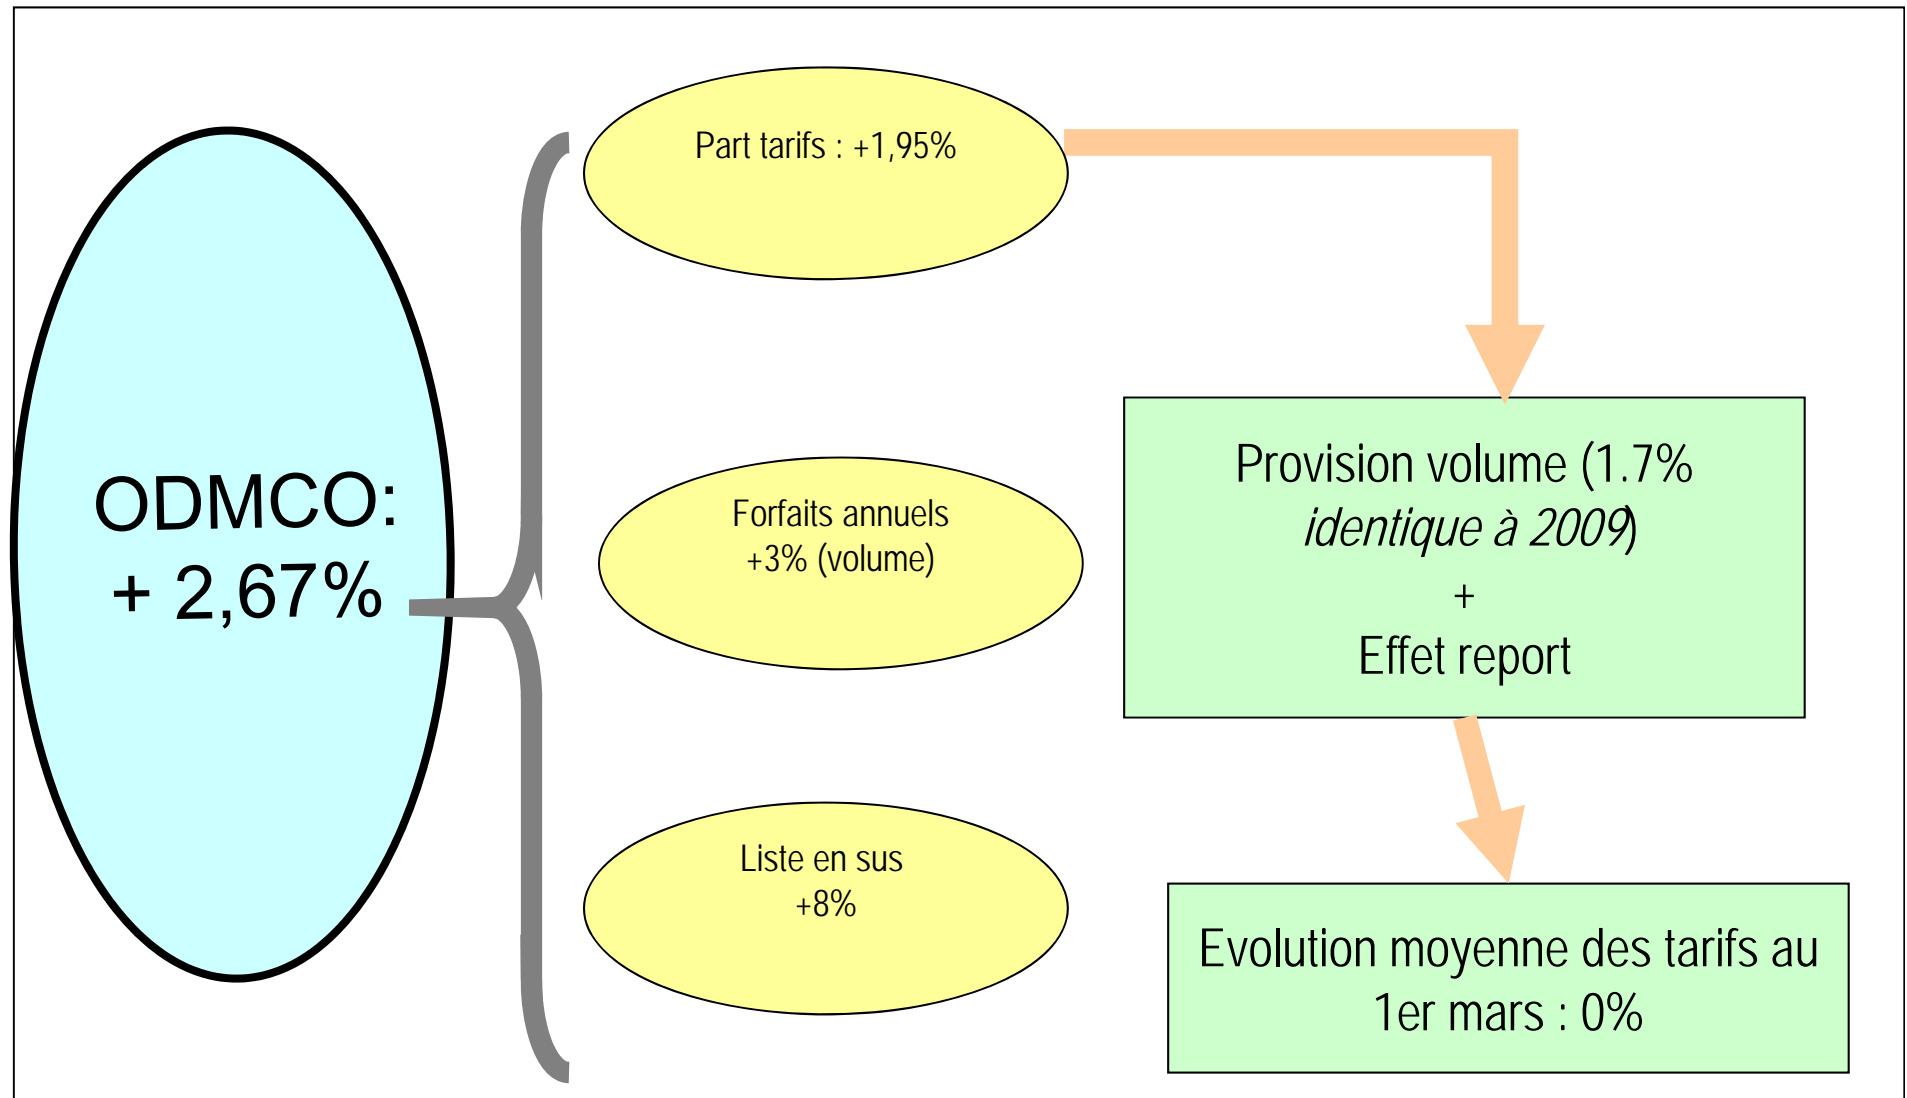 ODMCO:
+ 2,67%
Part tarifs : +1,95%
Forfaits annuels
+3% (volume)
Liste en sus
+8%
Provision volume (1.7%
identique à 2009)
+
Effet report
Evolution moyenne des tarifs au
1er mars : 0%